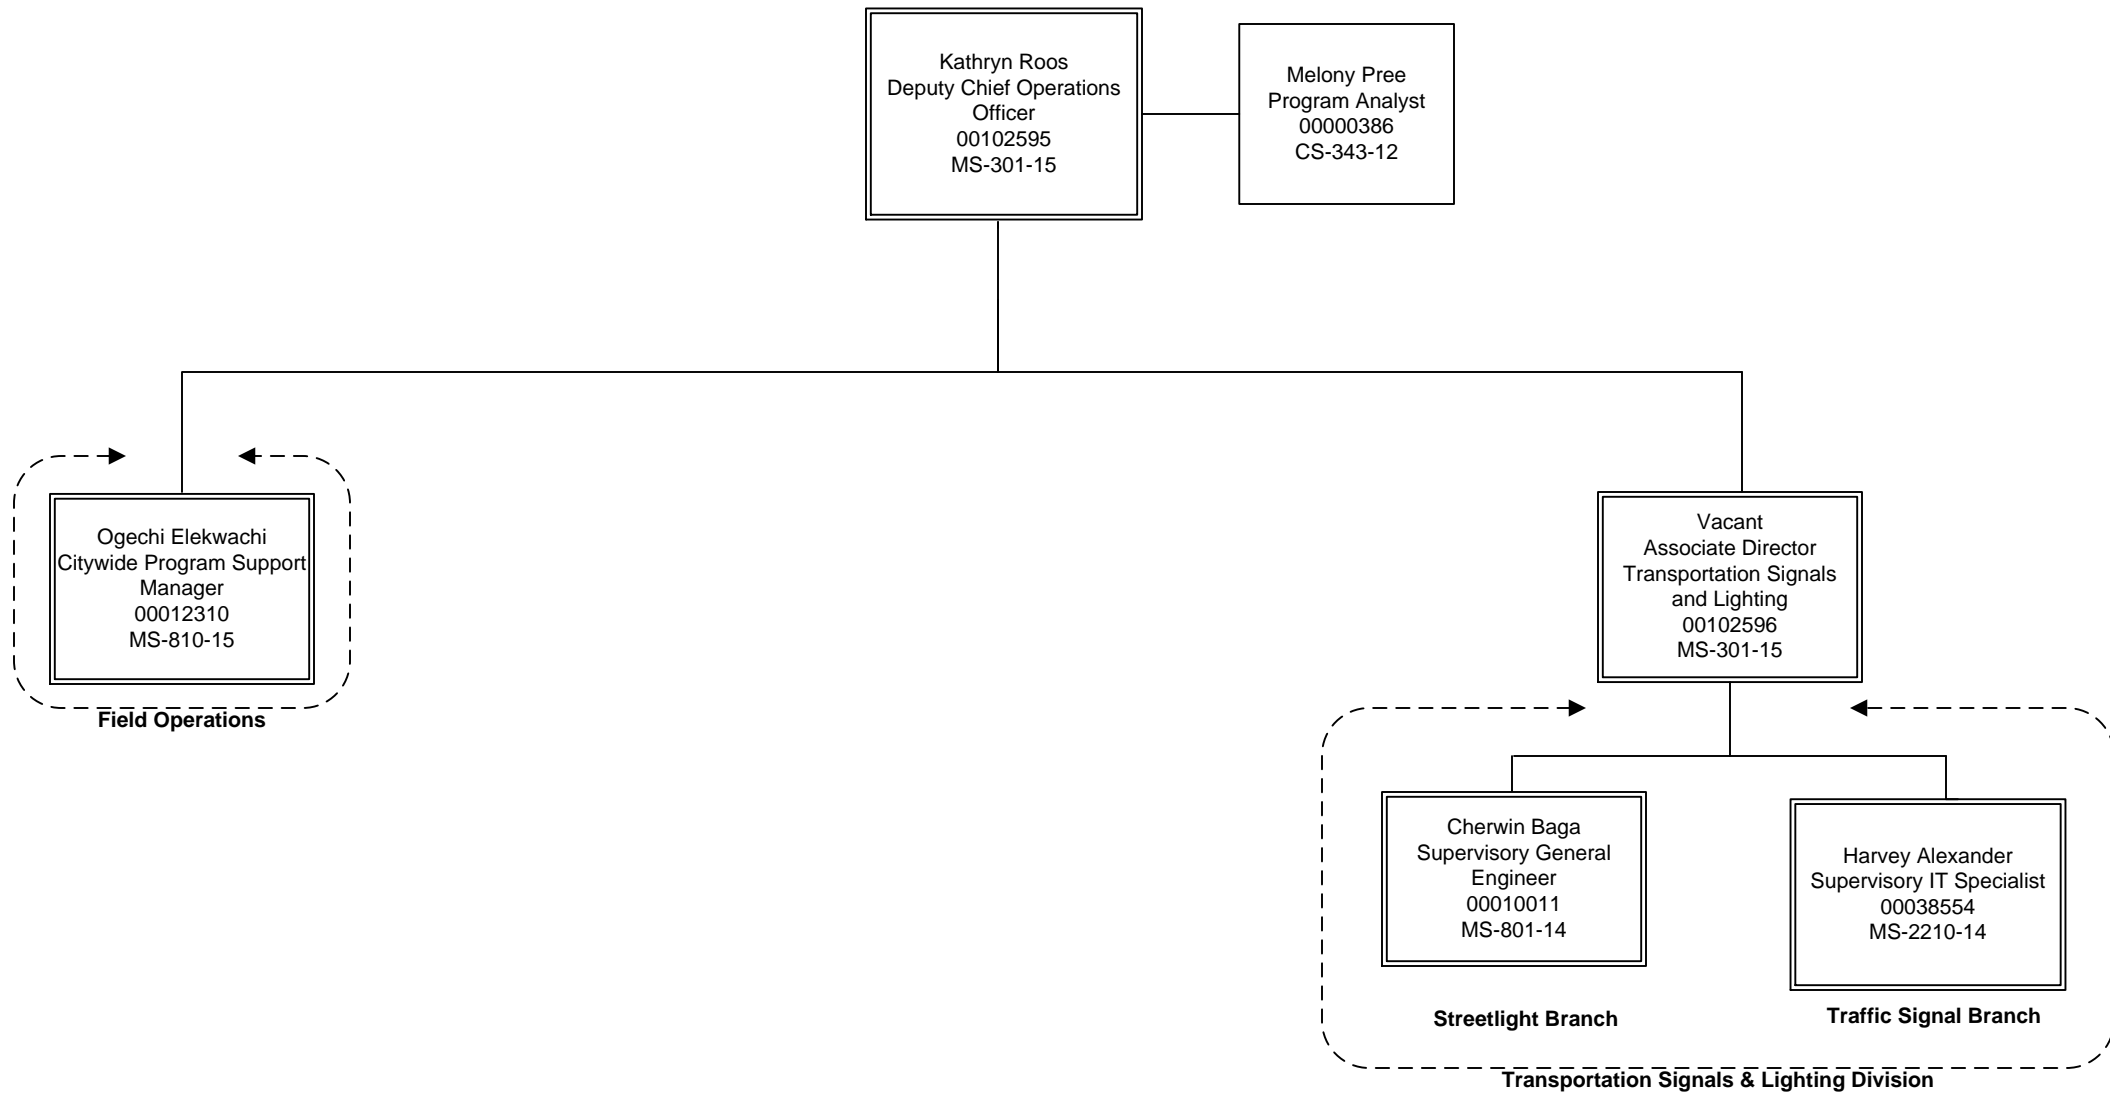 Kathryn Roos
Deputy Chief Operations
Officer
00102595
MS-301-15
Melony Pree
Program Analyst
00000386
CS-343-12
Ogechi Elekwachi
Citywide Program Support
Manager
00012310
MS-810-15
Field Operations
Vacant
Associate Director
Transportation Signals
and Lighting
00102596
MS-301-15
Cherwin Baga
Supervisory General
Engineer
00010011
MS-801-14
Streetlight Branch
Harvey Alexander
Supervisory IT Specialist
00038554
MS-2210-14
Traffic Signal Branch
Transportation Signals & Lighting Division